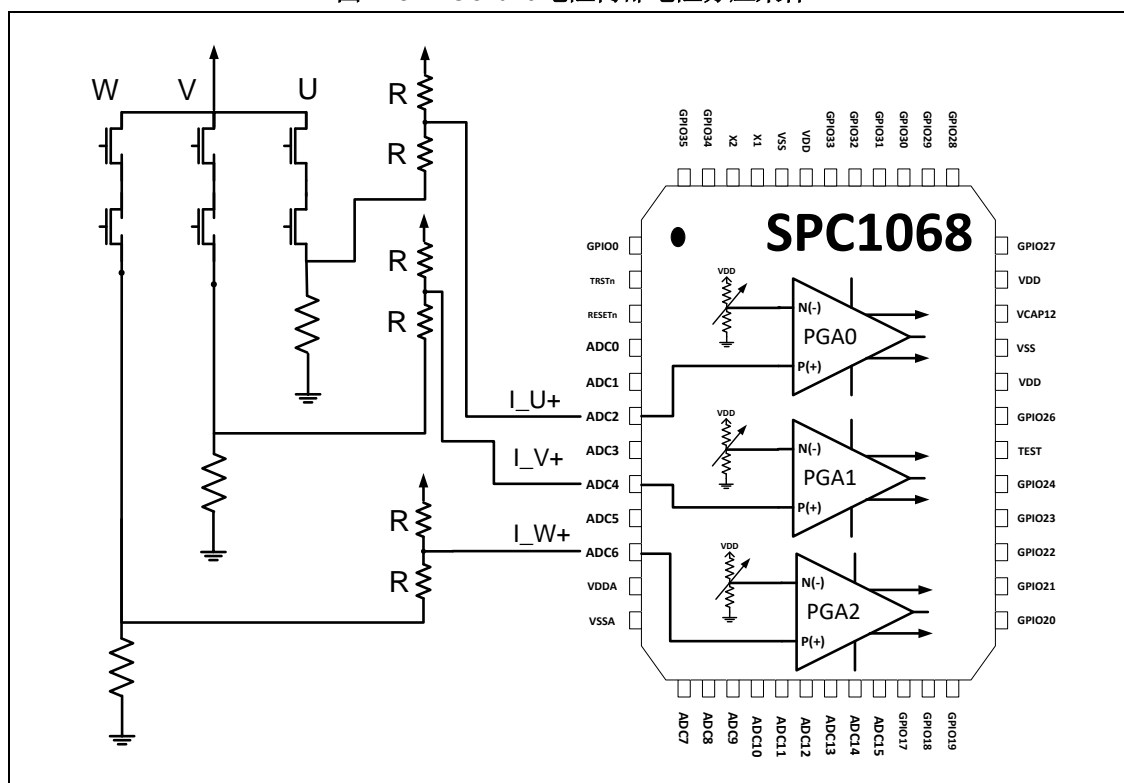 W V U
R
R
R
R
R
R
I_U+
I_V+
I_W+
GPIO35
GPIO34
X2
X1
VSS
VDD
GPIO33
GPIO32
GPIO31
GPIO30
GPIO29
GPIO28
SPC1068
GPIO0
TRSTn
RESETn
ADC0
ADC1
ADC2
ADC3
ADC4
ADC5
ADC6
VDDA
VSSA
VDD
N(-)
PGA0
P(+)
VDD
N(-)
PGA1
P(+)
VDD
N(-)
PGA2
P(+)
GPIO27
VDD
VCAP12
VSS
VDD
GPIO26
TEST
GPIO24
GPIO23
GPIO22
GPIO21
GPIO20
ADC7
ADC8
ADC9
ADC10
ADC11
ADC12
ADC13
ADC14
ADC15
GPIO17
GPIO18
GPIO19